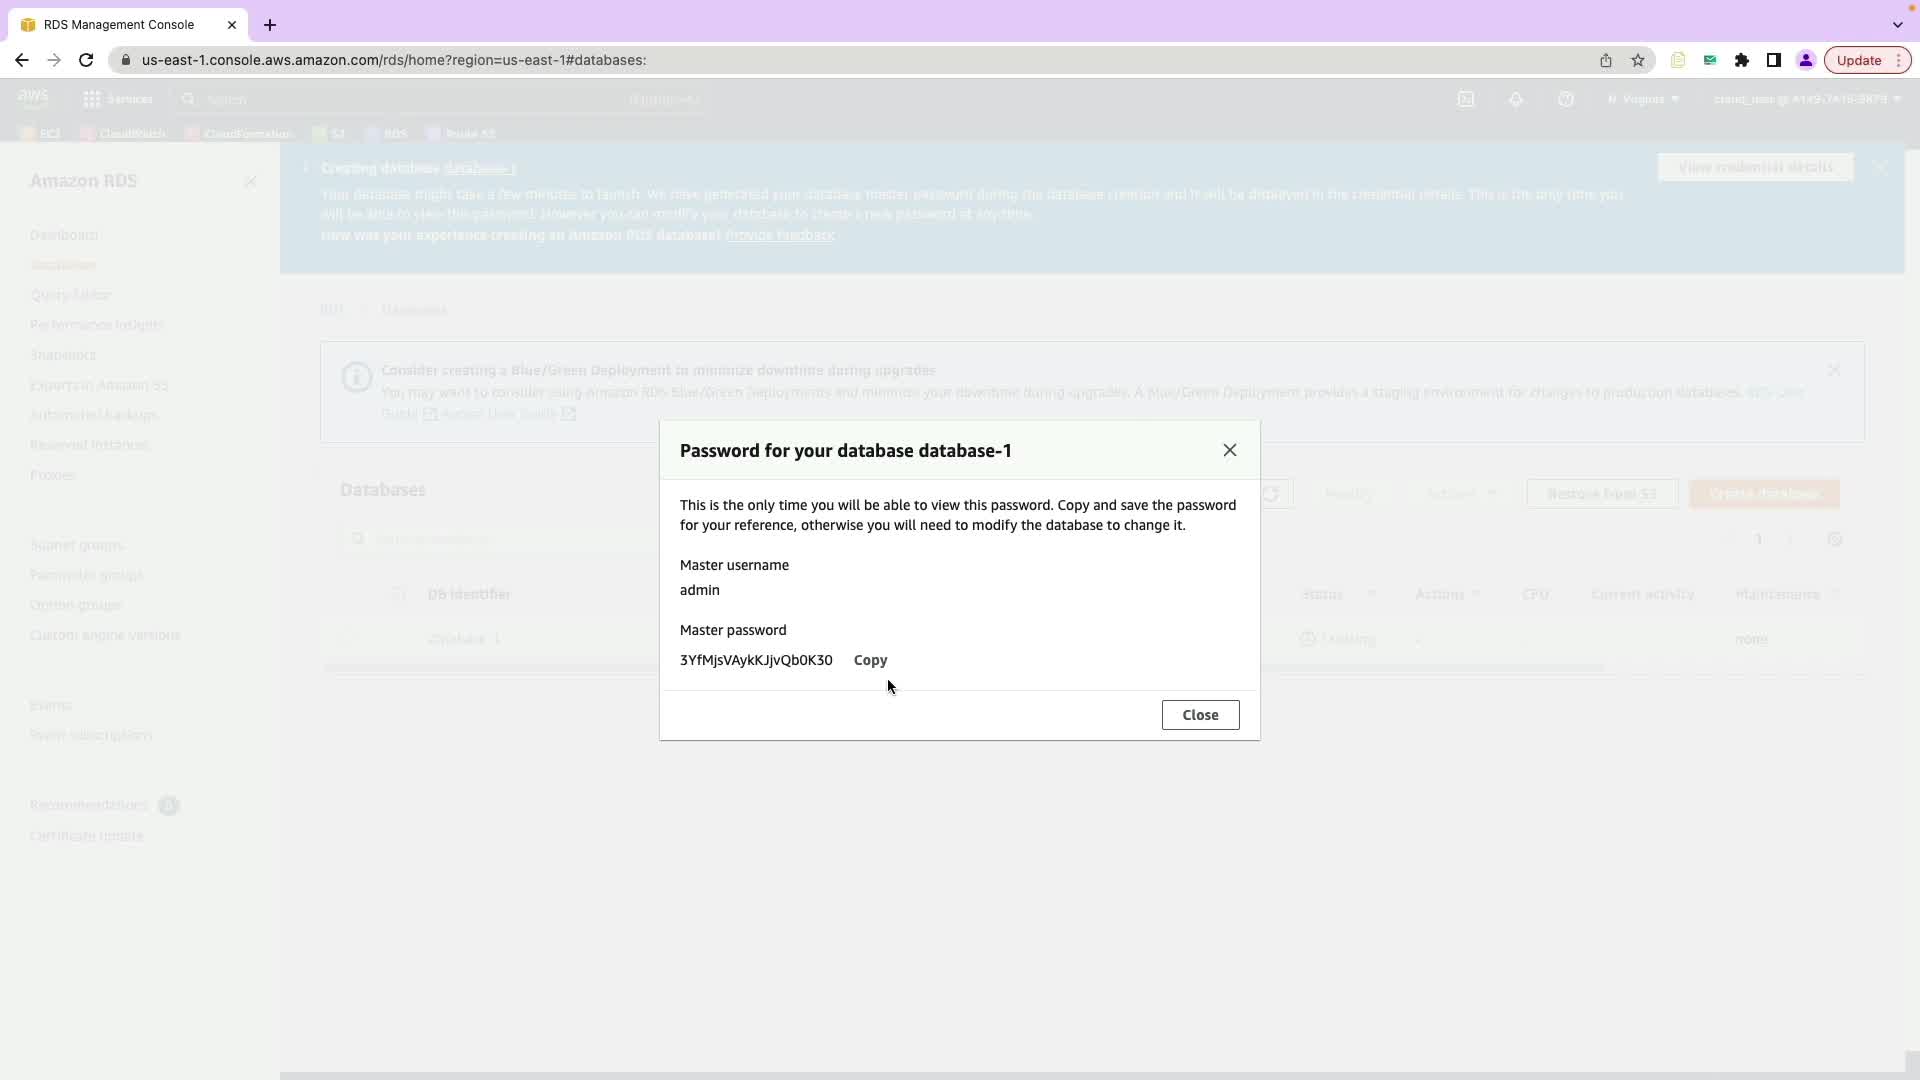 RDS Management Console
us-east-1.console.aws.amazon.com/rds/home?region=us-east-1#databases:
Update
aws
Services
Search
[Option+S]
N. Virginia
EC2
CloudWatch
CloudFormation
S3
RDS
Route 53
Amazon RDS
Dashboard
Databases
Query Editor
Performance insights
Snapshots
Exports in Amazon S3
Automated backups
Reserved instances
Proxies
Subnet groups
Parameter groups
Option groups
Custom engine versions
Events
Event subscriptions
Recommendations
Certificate update
Creating database database-1
View credential details
Your database might take a few minutes to launch. We have generated your database master password during the database creation and it will be displayed in the credential details. This is the only time you
will be able to view this password. However you can modify your database to create a new password at any time.
How was your experience creating an Amazon RDS database? Provide feedback
RDS
Databases
Consider creating a Blue/Green Deployment to minimize downtime during upgrades
You may want to consider using Amazon RDS Blue/Green Deployments and minimize your downtime during upgrades. A Blue/Green Deployment provides a staging environment for changes to production databases. RDS User
Guide Aurora User Guide
Databases
Modify
Actions
Restore from S3
Create database
1
DB identifier
Status
Actions
CPU
Current activity
Maintenance
database-1
Creating
-
none
Password for your database database-1
This is the only time you will be able to view this password. Copy and save the password
for your reference, otherwise you will need to modify the database to change it.
Master username
admin
Master password
3YfMjsVAykKJjvQb0K30 Copy
Close